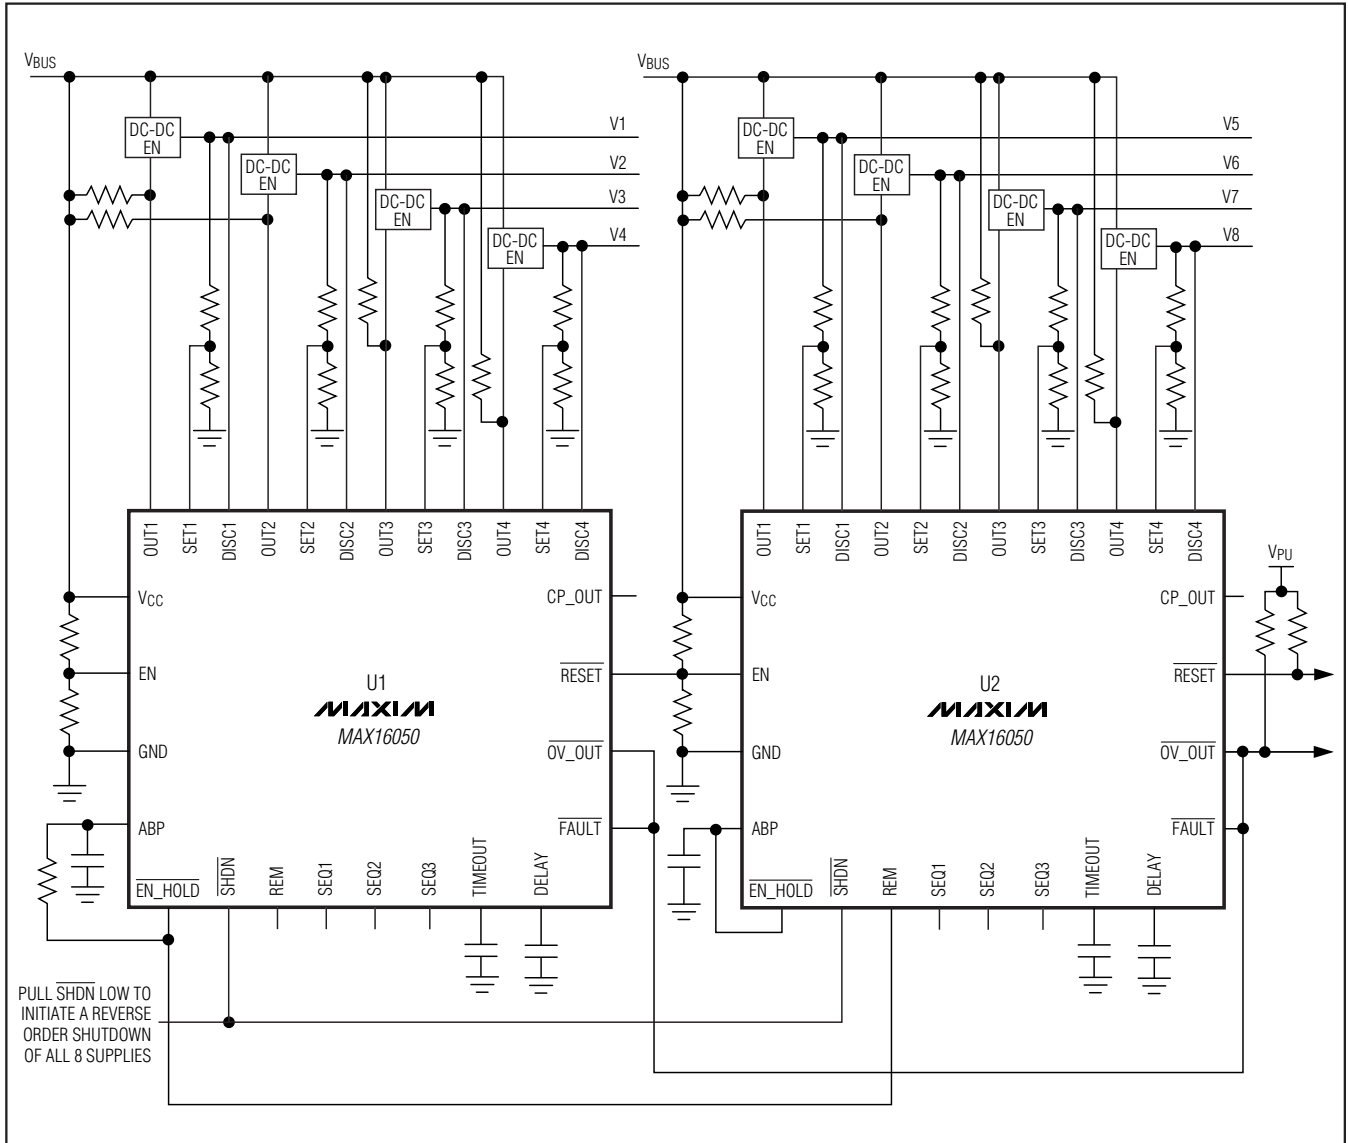 VBUS
VBUS
DC-DC
EN
V1
DC-DC
EN
V2
DC-DC
EN
V3
DC-DC
EN
V4
DC-DC
EN
V5
DC-DC
EN
V6
DC-DC
EN
V7
DC-DC
EN
V8
OUT1
SET1
DISC1
OUT2
SET2
DISC2
OUT3
SET3
DISC3
OUT4
SET4
DISC4
VCC
EN
GND
ABP
CP_OUT
RESET
OV_OUT
FAULT
U1
MAXIM
MAX16050
EN_HOLD
SHDN
REM
SEQ1
SEQ2
SEQ3
TIMEOUT
DELAY
OUT1
SET1
DISC1
OUT2
SET2
DISC2
OUT3
SET3
DISC3
OUT4
SET4
DISC4
VCC
EN
GND
ABP
CP_OUT
RESET
OV_OUT
FAULT
U2
MAXIM
MAX16050
EN_HOLD
SHDN
REM
SEQ1
SEQ2
SEQ3
TIMEOUT
DELAY
VPU
PULL SHDN LOW TO
INITIATE A REVERSE
ORDER SHUTDOWN
OF ALL 8 SUPPLIES